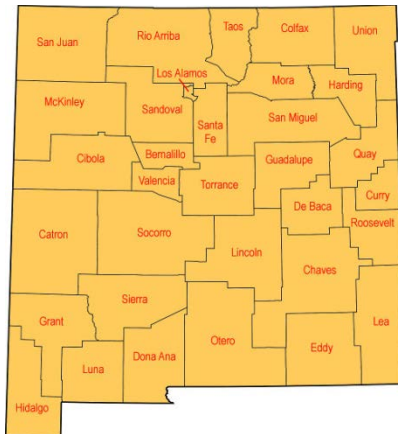 San Juan
Rio Arriba
Taos
Colfax
Union
Los Alamos
Mora
Harding
McKinley
Sandoval
Santa
Fe
San Miguel
Cibola
Bernalillo
Valencia
Torrance
Guadalupe
Quay
Curry
De Baca
Roosevelt
Catron
Socorro
Lincoln
Chaves
Sierra
Grant
Lea
Luna
Dona Ana
Otero
Eddy
Hidalgo